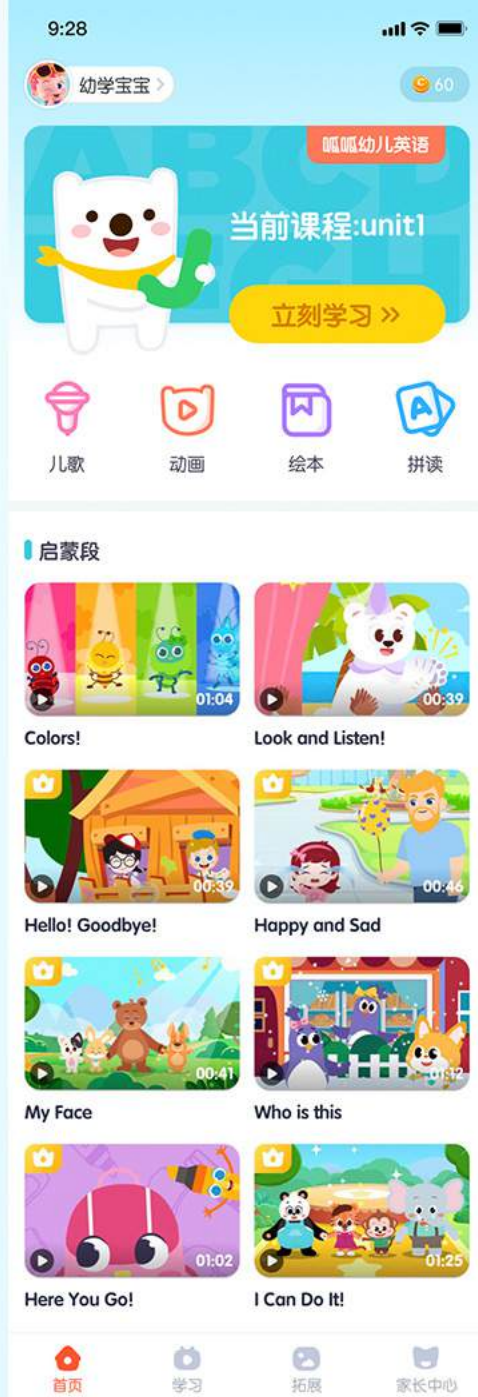 9:28
幼学宝宝
60
呱呱幼儿英语
当前课程:unit1
立刻学习
儿歌 动画 绘本 拼读
启蒙段
01:04 00:39
Colors! Look and Listen!
00:39 00:46
Hello! Goodbye! Happy and Sad
00:41 01:12
My Face Who is this
01:02 01:25
Here You Go! I Can Do It!
首页 学习 拓展 家长中心